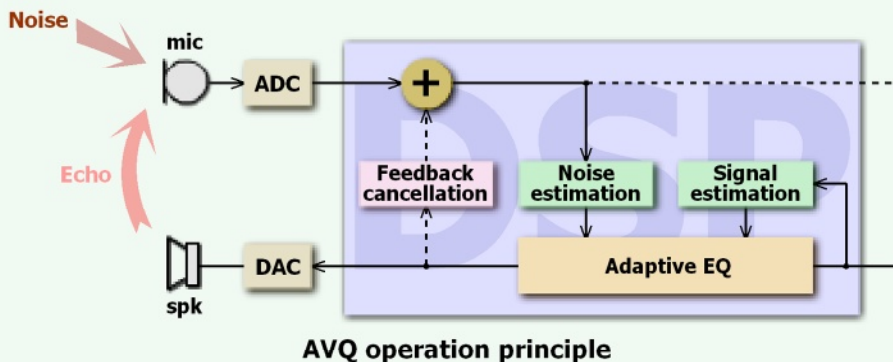 Noise
mic
ADC
+
DSP
Echo
Feedback
cancellation
Noise
estimation
Signal
estimation
DAC
Adaptive EQ
spk
AVQ operation principle